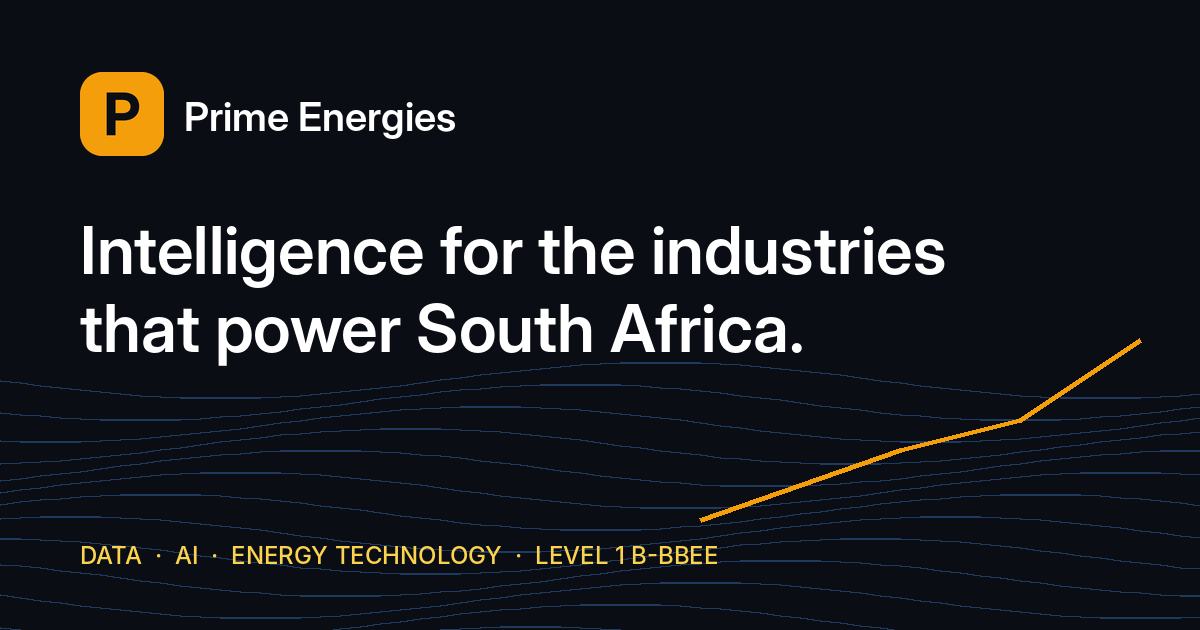 P
Prime Energies
Intelligence for the industries
that power South Africa.
DATA · AI · ENERGY TECHNOLOGY · LEVEL 1 B-BBEE